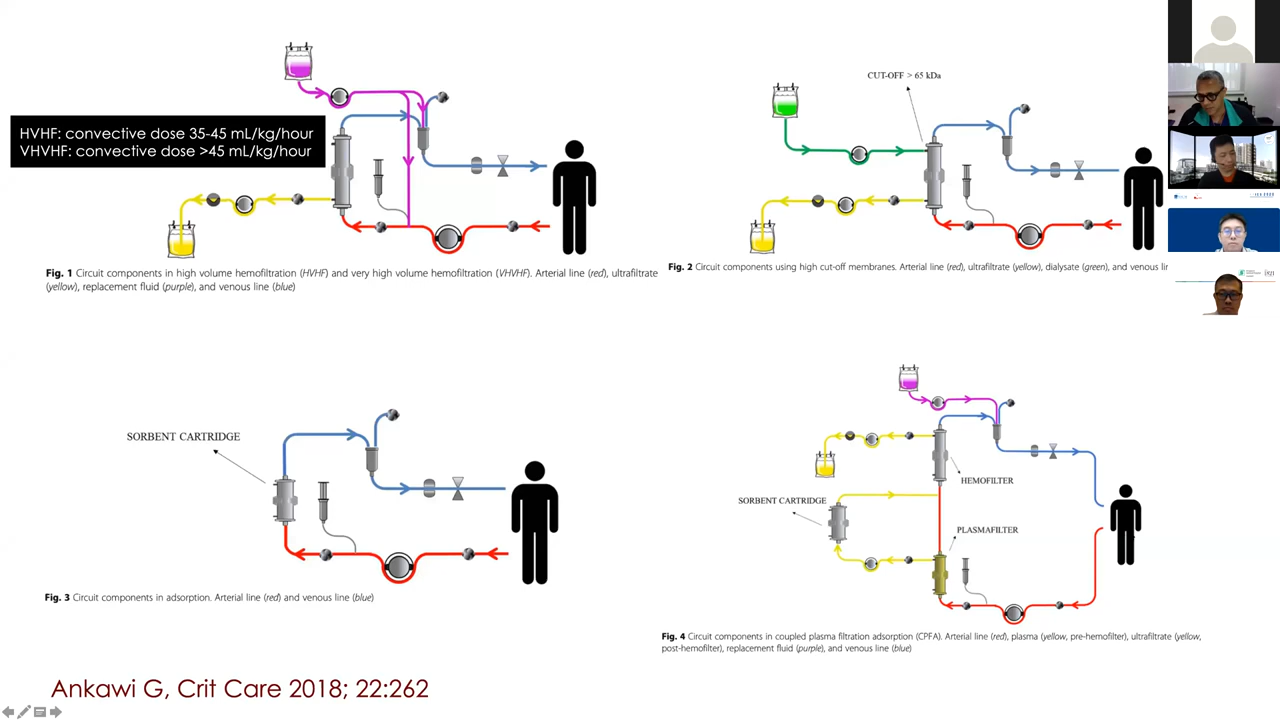 HVHF: convective dose 35-45 mL/kg/hour
VHVHF: convective dose >45 mL/kg/hour
Fig. 1 Circuit components in high volume hemofiltration (HVHF) and very high volume hemofiltration (VHVHF). Arterial line (red), ultrafiltrate
(yellow), replacement fluid (purple), and venous line (blue)
CUT-OFF > 65 kDa
Fig. 2 Circuit components using high cut-off membranes. Arterial line (red), ultrafiltrate (yellow), dialysate (green), and venous
SORBENT CARTRIDGE
Fig. 3 Circuit components in adsorption. Arterial line (red) and venous line (blue)
HEMOFILTER
SORBENT CARTRIDGE
PLASMAFILTER
Fig. 4 Circuit components in coupled plasma filtration adsorption (CPFA). Arterial line (red), plasma (yellow, pre-hemofilter), ultrafiltrate (yellow,
post-hemofilter), replacement fluid (purple), and venous line (blue)
Ankawi G, Crit Care 2018; 22:262